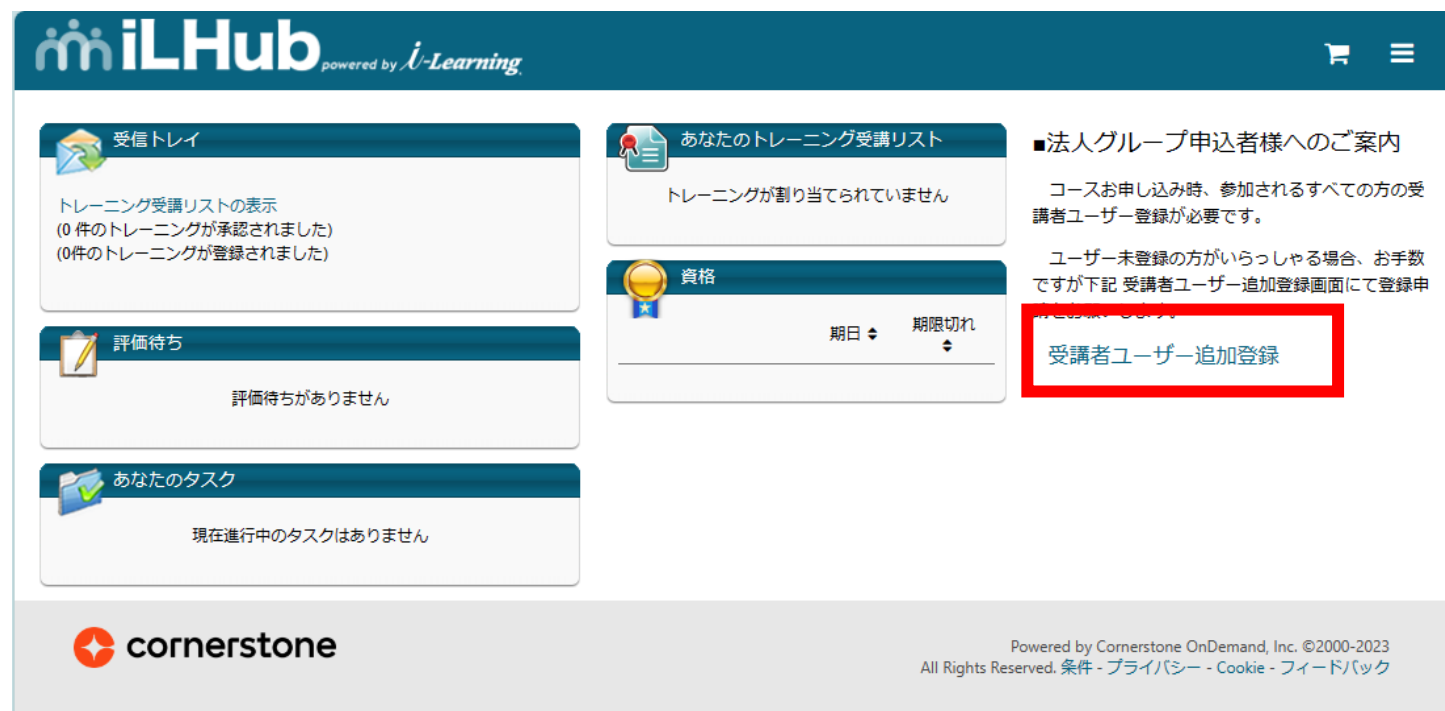 iLHub powered by i-Learning
受信トレイ
トレーニング受講リストの表示
(0 件のトレーニングが承認されました)
(0件のトレーニングが登録されました)
評価待ち
評価待ちがありません
あなたのタスク
現在進行中のタスクはありません
あなたのトレーニング受講リスト
トレーニングが割り当てられていません
資格
期日 期限切れ
■法人グループ申込者様へのご案内
コースお申し込み時、参加されるすべての方の受
講者ユーザー登録が必要です。
ユーザー未登録の方がいらっしゃる場合、お手数
ですが下記 受講者ユーザー追加登録画面にて登録申
受講者ユーザー追加登録
cornerstone
Powered by Cornerstone OnDemand, Inc. ©2000-2023
All Rights Reserved. 条件 - プライバシー - Cookie - フィードバック